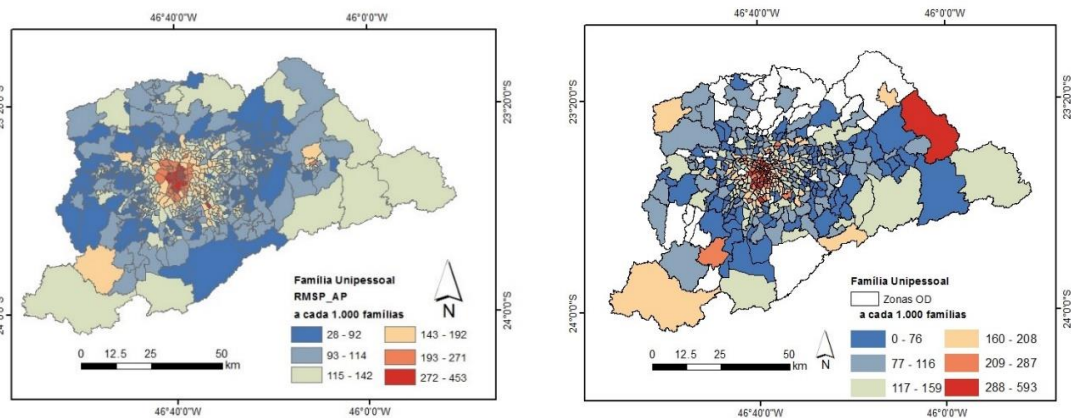 46°40'0"W 46°0'0"W
23°20'0"S
24°0'0"S
Família Unipessoal
RMSP_AP
a cada 1.000 famílias
28 - 92 143 - 192
93 - 114 193 - 271
115 - 142 272 - 453
N
0 12.5 25 50
km
46°40'0"W 46°0'0"W
46°40'0"W 46°0'0"W
23°20'0"S
24°0'0"S
Família Unipessoal
Zonas OD
a cada 1.000 famílias
0 - 76 160 - 208
77 - 116 209 - 287
117 - 159 288 - 593
N
0 12.5 25 50
km
46°40'0"W 46°0'0"W